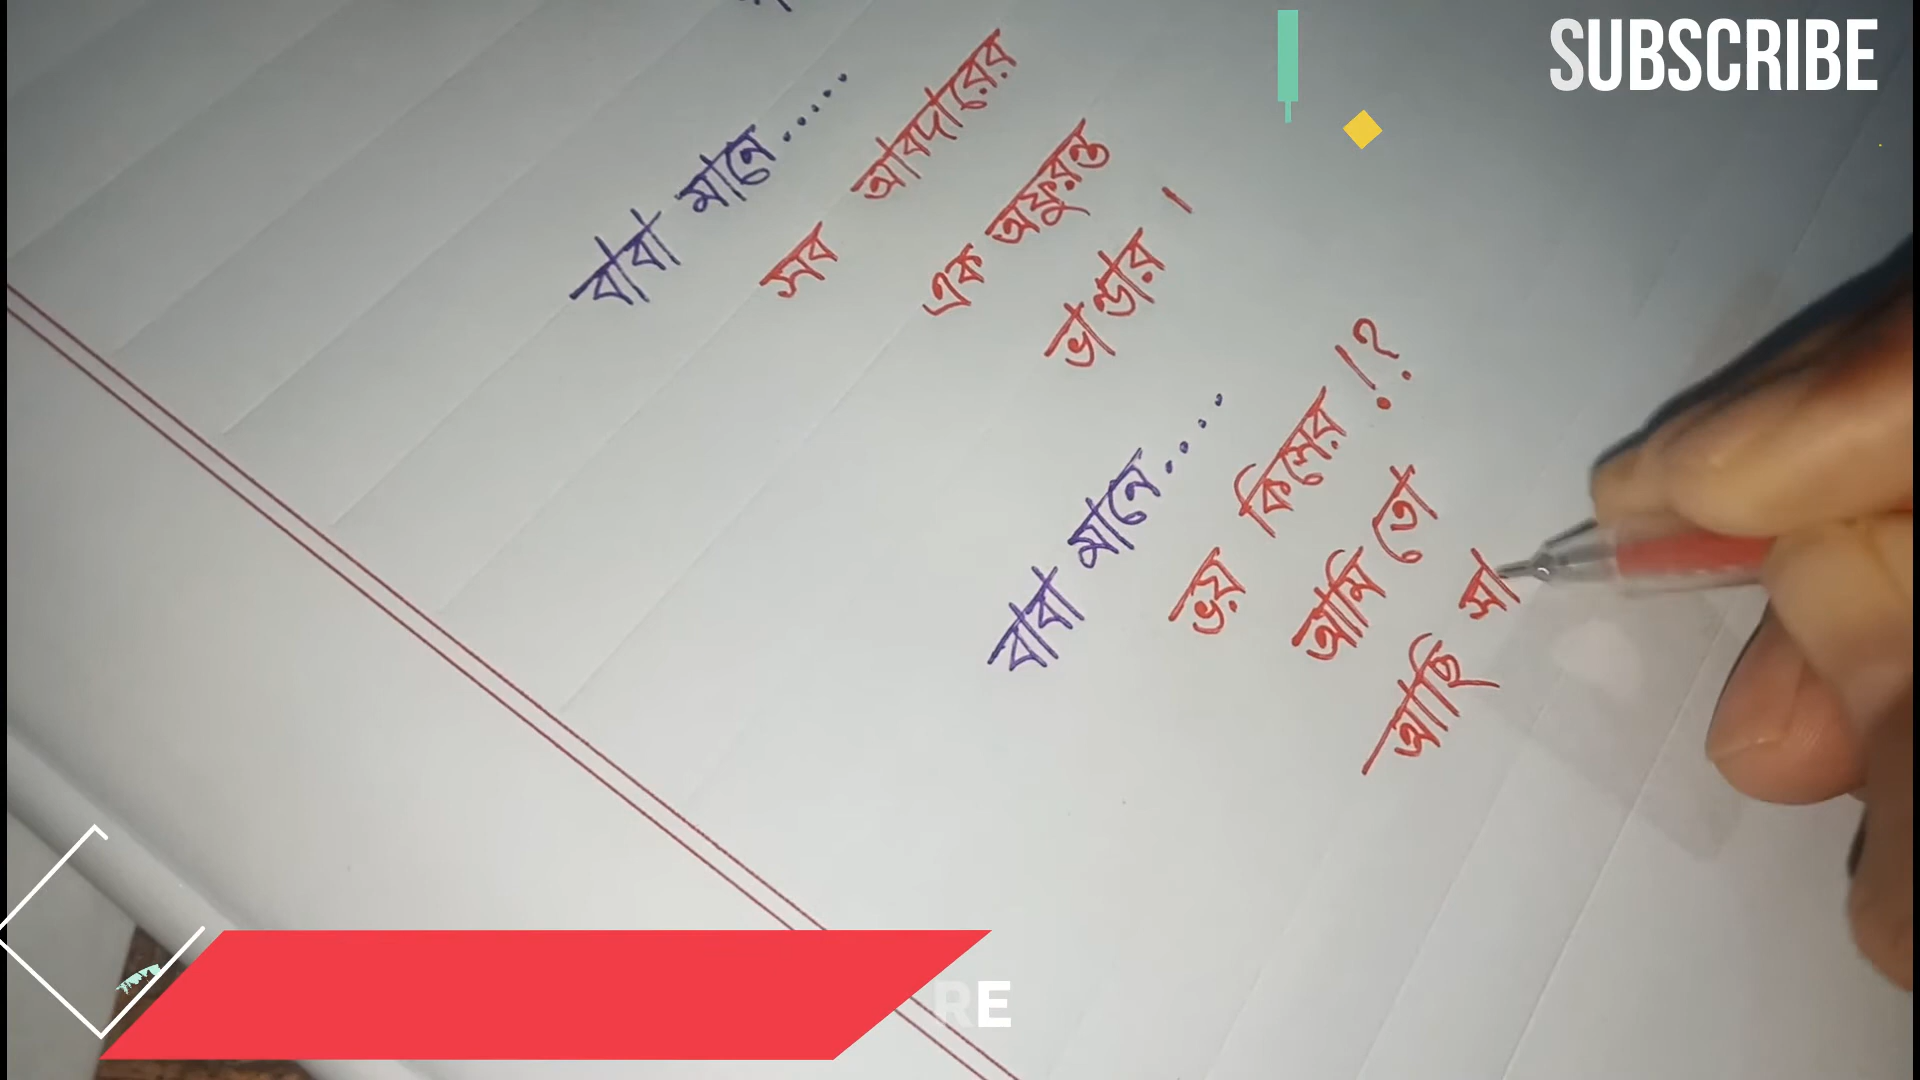 বাবা মানে.....
সব আবদারের
এক অফুরন্ত
ভাণ্ডার ।
বাবা মানে....
ভয় কিসের !?
আমি তো
আছি সা
SUBSCRIBE
RE